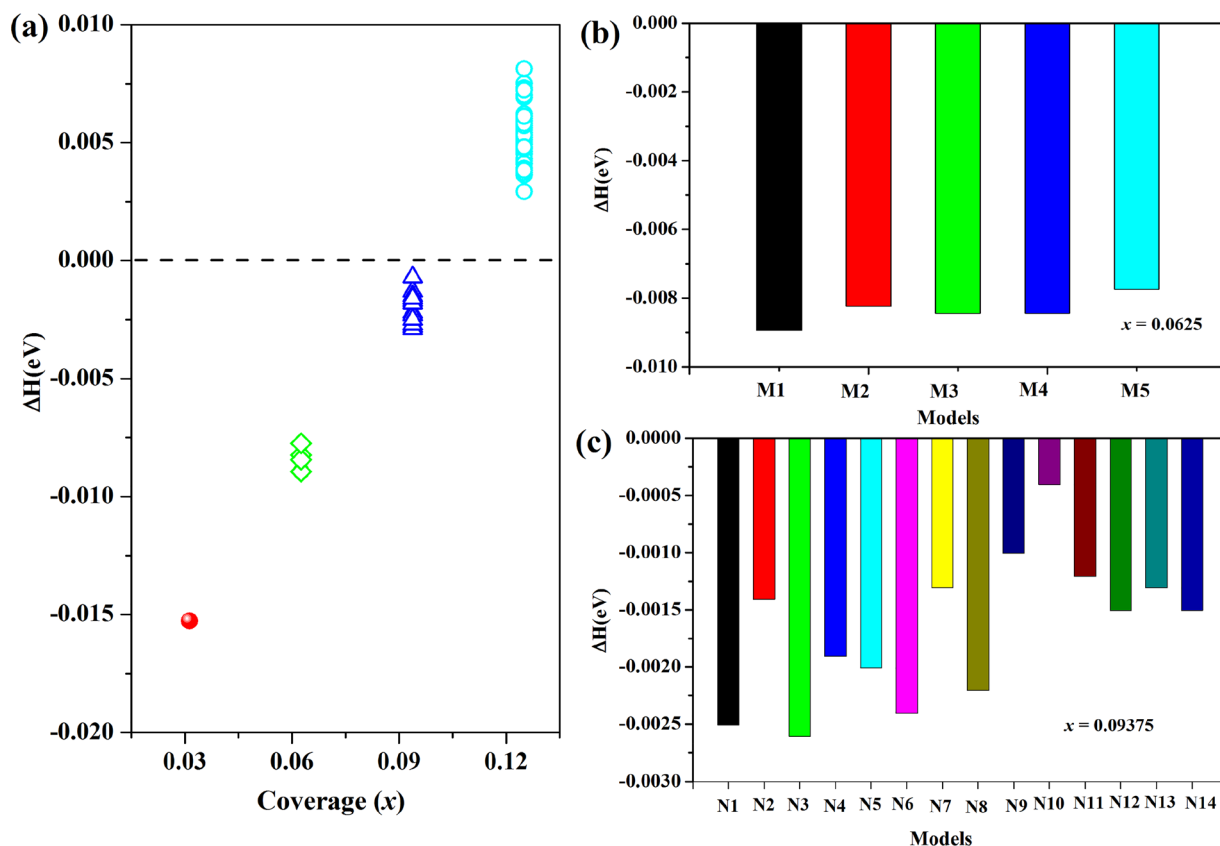 (a)
0.010
0.005
0.000
-0.005
-0.010
-0.015
-0.020
ΔH(eV)
0.03 0.06 0.09 0.12
Coverage (x)
(b)
0.000
-0.002
-0.004
-0.006
-0.008
-0.010
ΔH(eV)
x = 0.0625
M1 M2 M3 M4 M5
Models
(c)
0.0000
-0.0005
-0.0010
-0.0015
-0.0020
-0.0025
-0.0030
ΔH(eV)
x = 0.09375
N1 N2 N3 N4 N5 N6 N7 N8 N9 N10 N11 N12 N13 N14
Models